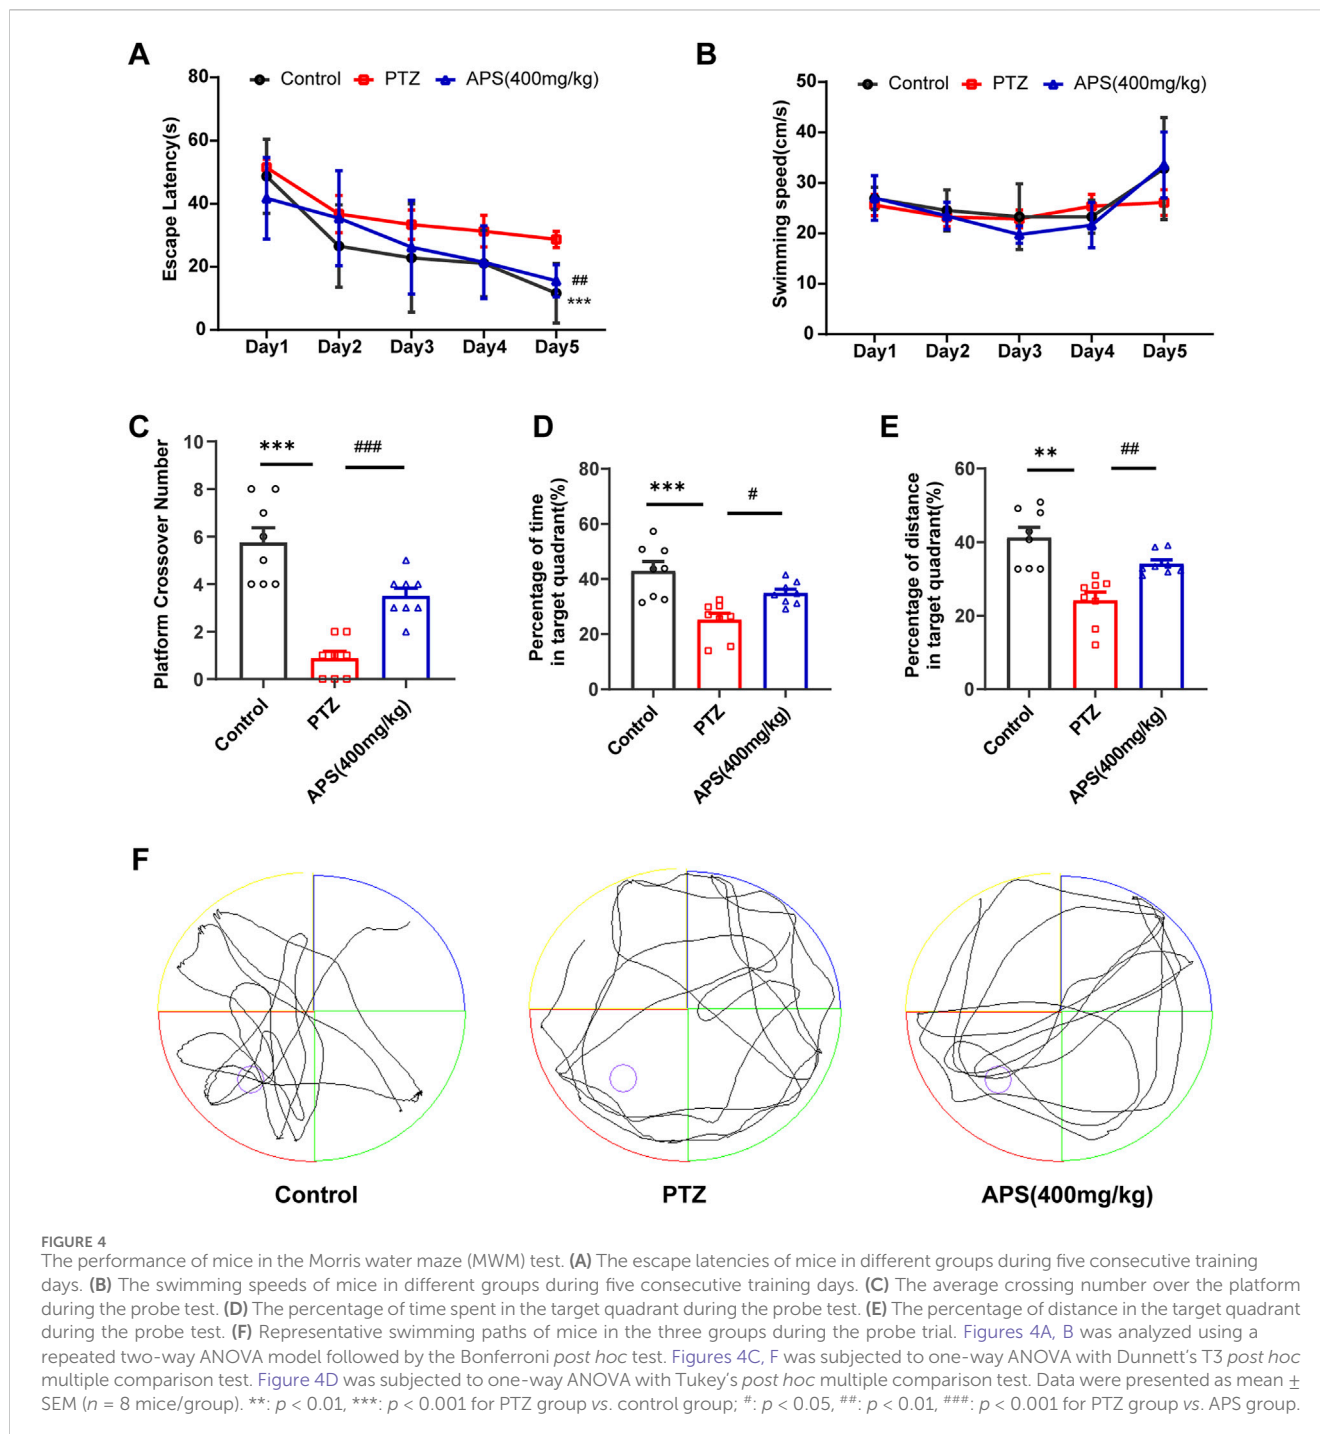 A
Control PTZ APS(400mg/kg)
Escape Latency(s)
80
60
40
20
0
##
***
Day1 Day2 Day3 Day4 Day5
B
Control PTZ APS(400mg/kg)
Swimming speed(cm/s)
50
40
30
20
10
0
Day1 Day2 Day3 Day4 Day5
C
Platform Crossover Number
10
8
6
4
2
0
*** ###
Control
PTZ
APS(400mg/kg)
D
Percentage of time
in target quadrant(%)
80
60
40
20
0
*** #
Control
PTZ
APS(400mg/kg)
E
Percentage of distance
in target quadrant(%)
60
40
20
0
** ##
Control
PTZ
APS(400mg/kg)
F
Control PTZ APS(400mg/kg)
FIGURE 4
The performance of mice in the Morris water maze (MWM) test. (A) The escape latencies of mice in different groups during five consecutive training
days. (B) The swimming speeds of mice in different groups during five consecutive training days. (C) The average crossing number over the platform
during the probe test. (D) The percentage of time spent in the target quadrant during the probe test. (E) The percentage of distance in the target quadrant
during the probe test. (F) Representative swimming paths of mice in the three groups during the probe trial. Figures 4A, B was analyzed using a
repeated two-way ANOVA model followed by the Bonferroni post hoc test. Figures 4C, F was subjected to one-way ANOVA with Dunnett's T3 post hoc
multiple comparison test. Figure 4D was subjected to one-way ANOVA with Tukey's post hoc multiple comparison test. Data were presented as mean ±
SEM (n = 8 mice/group). **: p < 0.01, ***: p < 0.001 for PTZ group vs. control group; #: p < 0.05, ##: p < 0.01, ###: p < 0.001 for PTZ group vs. APS group.